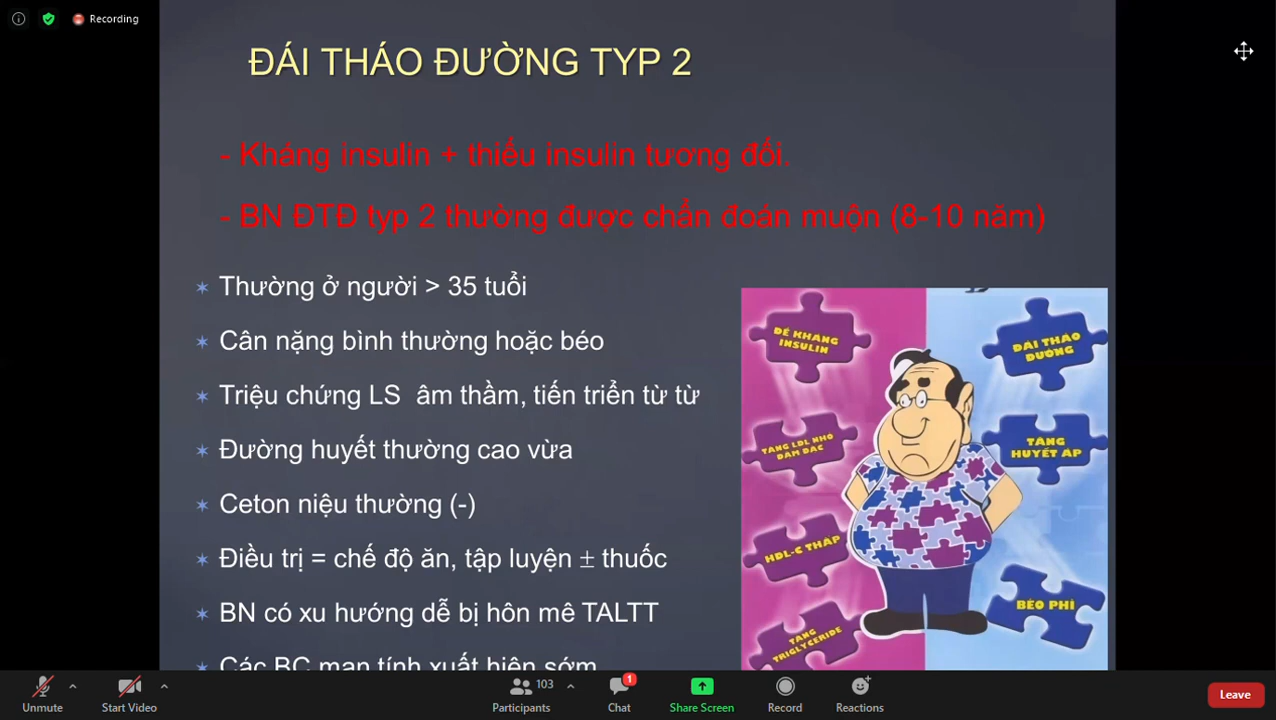 Recording
ĐÁI THÁO ĐƯỜNG TYP 2
- Kháng insulin + thiếu insulin tương đối.
- BN ĐTĐ typ 2 thường được chẩn đoán muộn (8-10 năm)
Thường ở người > 35 tuổi
Cân nặng bình thường hoặc béo
Triệu chứng LS âm thầm, tiến triển từ từ
Đường huyết thường cao vừa
Ceton niệu thường (-)
Điều trị = chế độ ăn, tập luyện ± thuốc
BN có xu hướng dễ bị hôn mê TALTT
Các BC mạn tính xuất hiện sớm
ĐỀ KHÁNG
INSULIN
TĂNG LDL NHỎ
ĐẬM ĐẶC
HDL-C THẤP
TĂNG
TRIGLYCERIDE
ĐÁI THÁO
ĐƯỜNG
TĂNG
HUYẾT ÁP
BÉO PHÌ
Unmute
Start Video
103
Participants
1
Chat
Share Screen
Record
Reactions
Leave